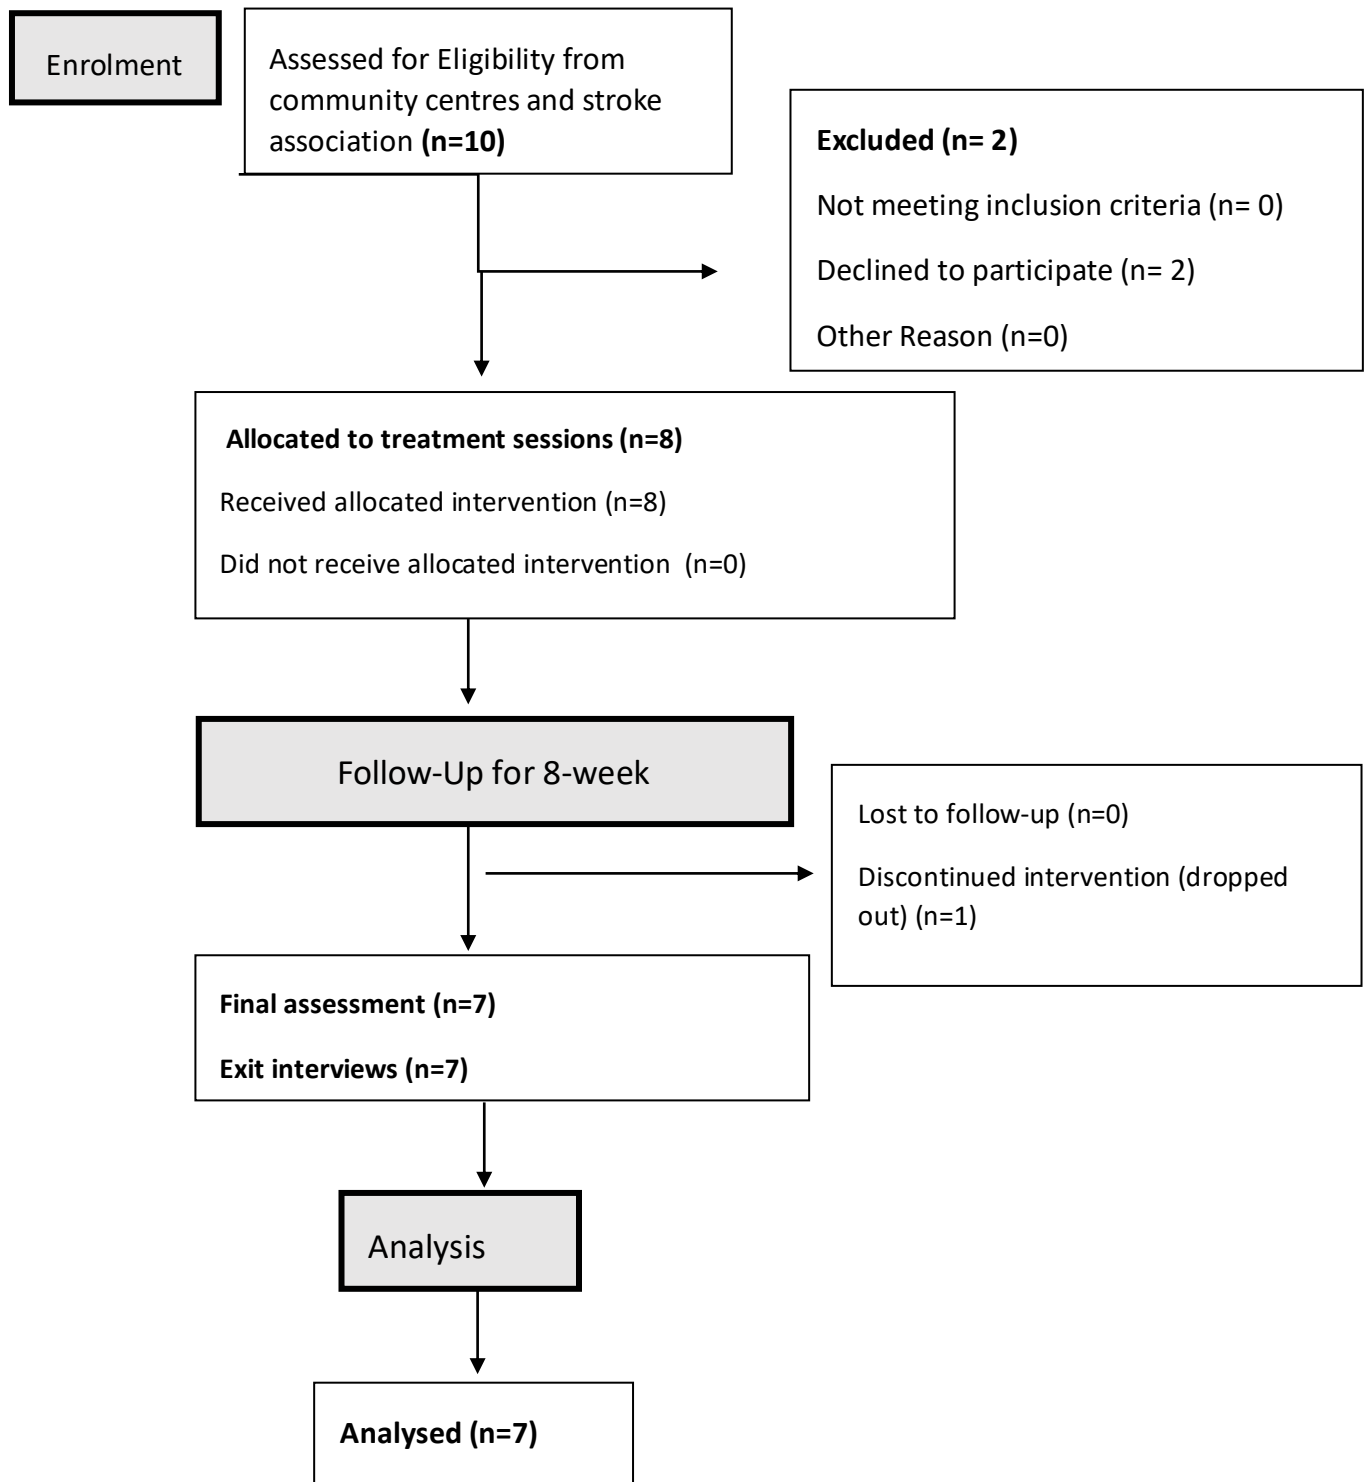 Enrolment
Assessed for Eligibility from
community centres and stroke
association (n=10)
Excluded (n= 2)
Not meeting inclusion criteria (n= 0)
Declined to participate (n= 2)
Other Reason (n=0)
Allocated to treatment sessions (n=8)
Received allocated intervention (n=8)
Did not receive allocated intervention  (n=0)
Follow-Up for 8-week
Lost to follow-up (n=0)
Discontinued intervention (dropped
out) (n=1)
Final assessment (n=7)
Exit interviews (n=7)
Analysis
Analysed (n=7)